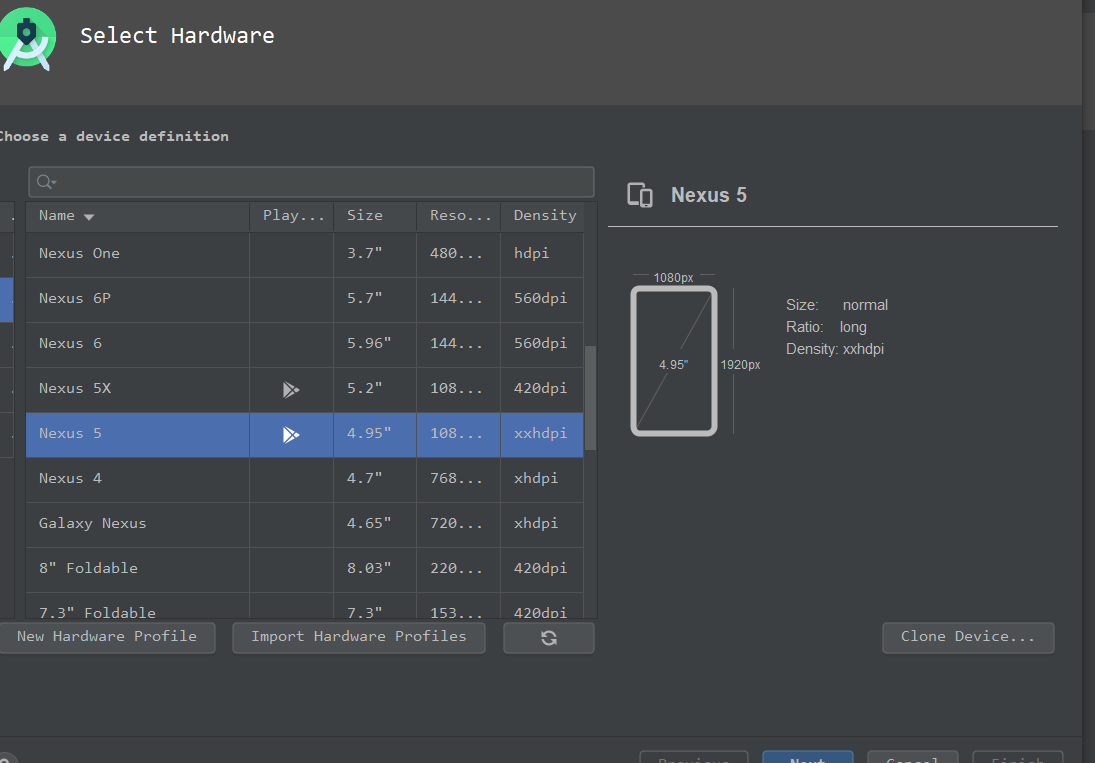 Select Hardware
Choose a device definition
Name Play... Size Reso... Density
Nexus One 3.7" 480... hdpi
Nexus 6P 5.7" 144... 560dpi
Nexus 6 5.96" 144... 560dpi
Nexus 5X 5.2" 108... 420dpi
Nexus 5 4.95" 108... xxhdpi
Nexus 4 4.7" 768... xhdpi
Galaxy Nexus 4.65" 720... xhdpi
8" Foldable 8.03" 220... 420dpi
7.3" Foldable 7.3" 153... 420dpi
New Hardware Profile Import Hardware Profiles
Nexus 5
1080px
4.95"
1920px
Size: normal
Ratio: long
Density: xxhdpi
Clone Device...
Previous Next Cancel Finish